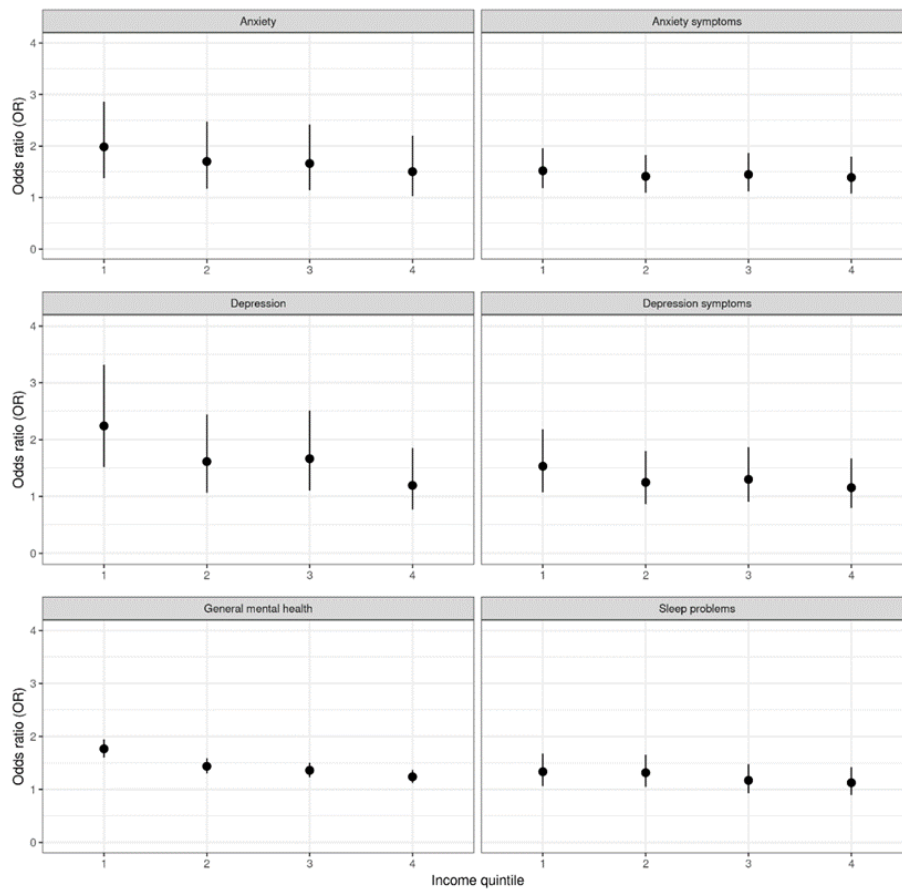 Anxiety
Anxiety symptoms
Odds ratio (OR)
4
3
2
1
0
1 2 3 4
1 2 3 4
Depression
Depression symptoms
Odds ratio (OR)
4
3
2
1
0
1 2 3 4
1 2 3 4
General mental health
Sleep problems
Odds ratio (OR)
4
3
2
1
0
1 2 3 4
1 2 3 4
Income quintile